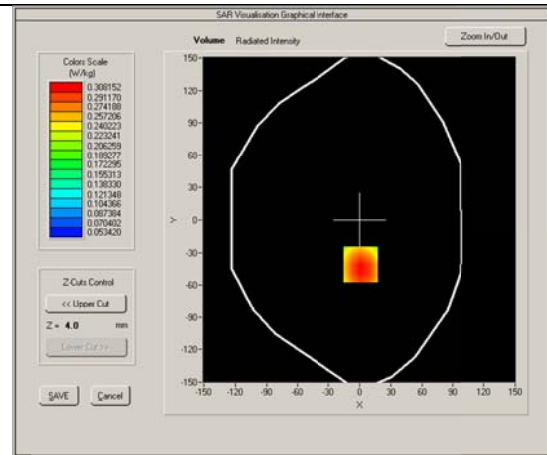 SAR Visualisation Graphical Interface
Volume Radiated Intensity
Zoom In/Out
Colors Scale
(W/kg)
0.308152
0.291170
0.274188
0.257206
0.240223
0.223241
0.206259
0.189277
0.172295
0.155313
0.138330
0.121348
0.104366
0.087384
0.070402
0.053420
Z-Cuts Control
<< Upper Cut
Z = 4.0 mm
Lower Cut >>
SAVE Cancel
150
120
90
60
30
0
-30
-60
-90
-120
-150
Y
-150 -120 -90 -60 -30 0 30 60 90 120 150
X